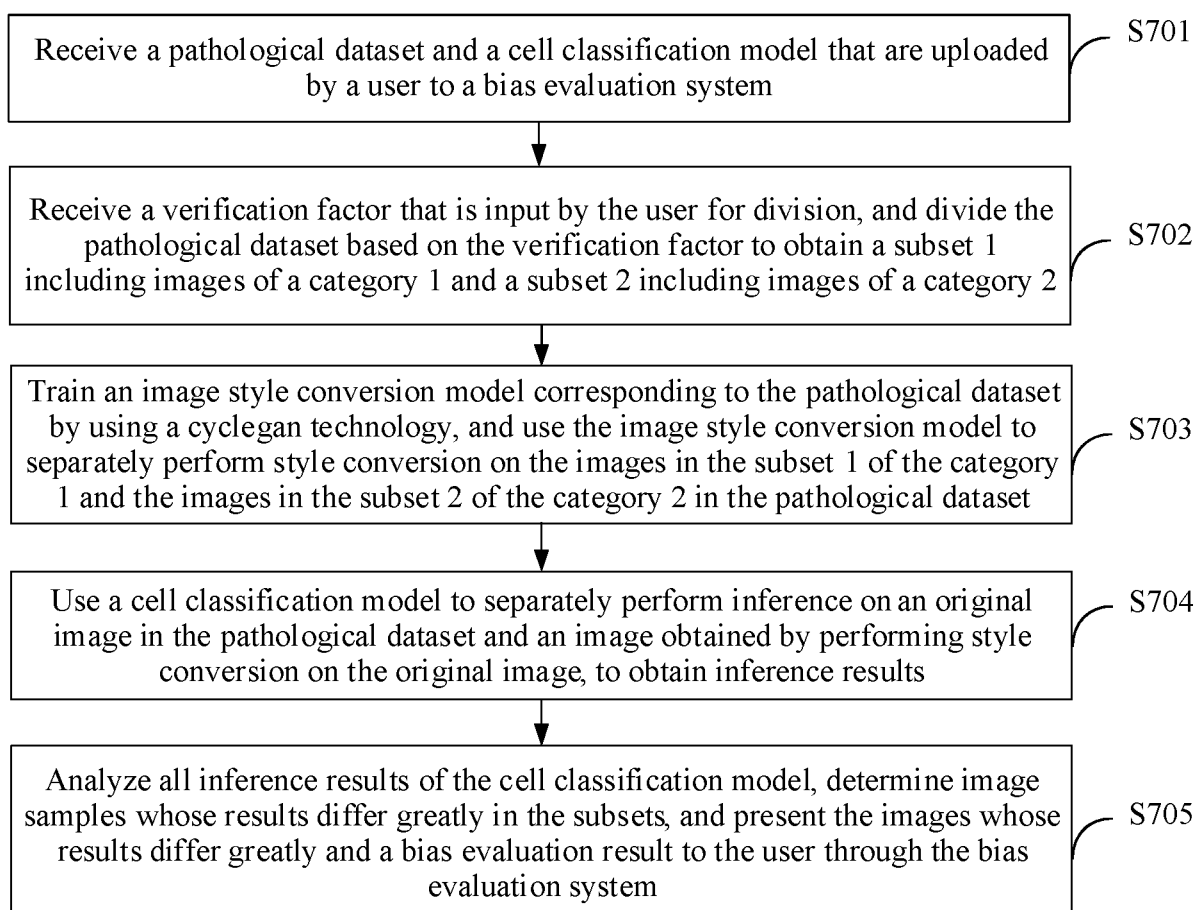 Receive a pathological dataset and a cell classification model that are uploaded
by a user to a bias evaluation system
S701
Receive a verification factor that is input by the user for division, and divide the
pathological dataset based on the verification factor to obtain a subset 1
including images of a category 1 and a subset 2 including images of a category 2
S702
Train an image style conversion model corresponding to the pathological dataset
by using a cyclegan technology, and use the image style conversion model to
separately perform style conversion on the images in the subset 1 of the category
1 and the images in the subset 2 of the category 2 in the pathological dataset
S703
Use a cell classification model to separately perform inference on an original
image in the pathological dataset and an image obtained by performing style
conversion on the original image, to obtain inference results
S704
Analyze all inference results of the cell classification model, determine image
samples whose results differ greatly in the subsets, and present the images whose
results differ greatly and a bias evaluation result to the user through the bias
evaluation system
S705